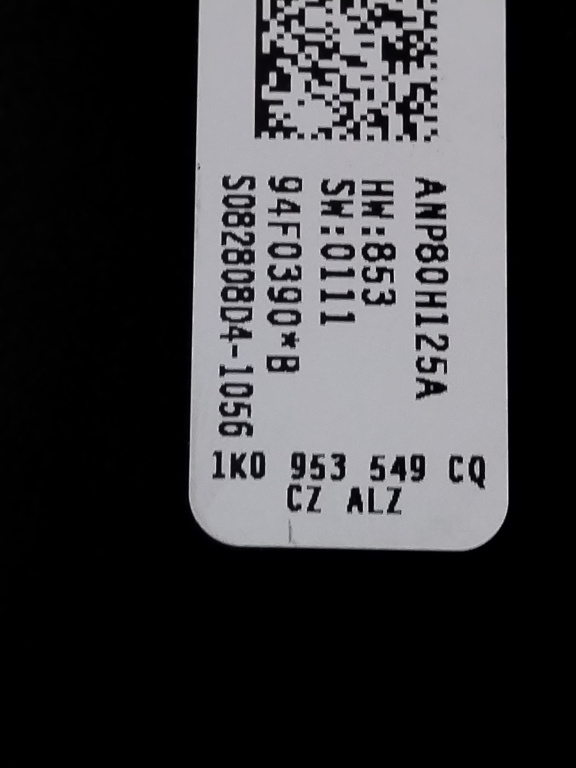 ANP80H125A
HW:853
SW:0111
94F0390*B
S082808D4-1056
1K0 953 549 CQ
CZ ALZ